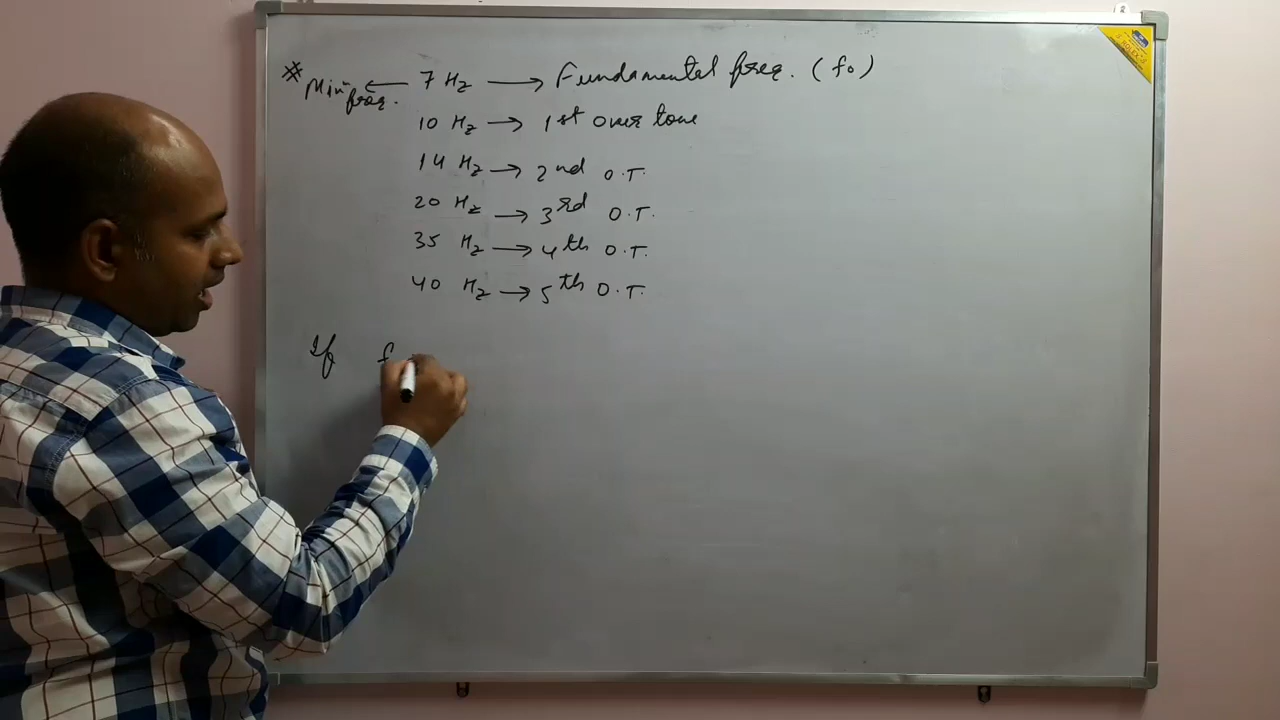 * Min^m freq. ← 7 Hz → Fundamental freq. (f₀)
10 Hz → 1st over tone
14 Hz → 2nd O.T.
20 Hz → 3rd O.T.
35 Hz → 4th O.T.
40 Hz → 5th O.T.
If f